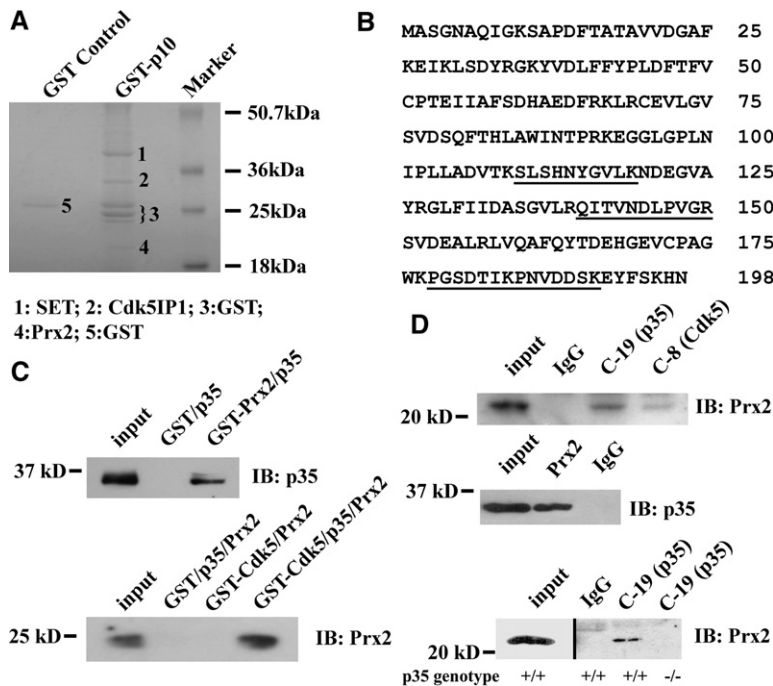 A
GST Control
GST-p10
Marker
50.7kDa
36kDa
25kDa
18kDa
1
2
3
4
5
1: SET; 2: Cdk5IP1; 3:GST;
4:Prx2; 5:GST
B
MASGNAQIGKSAPDFTATAVVDGAF 25
KEIKLSDYRGKYVDLFFYPLDFTFV 50
CPTEIIAFSDHAEDFRKLRCEVLGV 75
SVDSQFTHLAWINTPRKEGGLGPLN 100
IPLLADVTKSLSHNYGVLKNDEGVA 125
YRGLFIIDASGVLRQITVNDLPVGR 150
SVDEALRLVQAFQYTDEHGEVCPAG 175
WKPGSDTIKPNVDDSKEYFSKHN 198
C
input
GST/p35
GST-Prx2/p35
37 kD
IB: p35
input
GST/p35/Prx2
GST-Cdk5/Prx2
GST-Cdk5/p35/Prx2
25 kD
IB: Prx2
D
input
IgG
C-19 (p35)
C-8 (Cdk5)
20 kD
IB: Prx2
input
Prx2
IgG
37 kD
IB: p35
input
IgG
C-19 (p35)
C-19 (p35)
20 kD
IB: Prx2
p35 genotype +/+ +/+ +/+ -/-